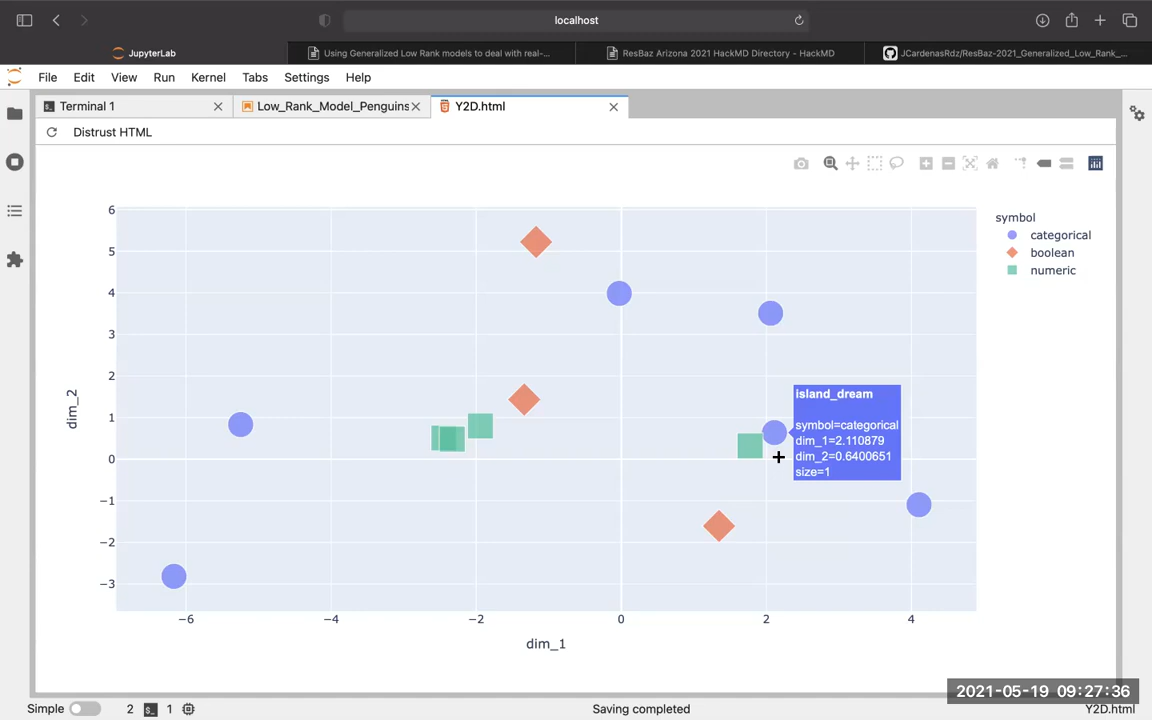 localhost
JupyterLab
Using Generalized Low Rank models to deal with real-...
ResBaz Arizona 2021 HackMD Directory - HackMD
JCardenasRdz/ResBaz-2021_Generalized_Low_Rank_...
File Edit View Run Kernel Tabs Settings Help
Terminal 1
Low_Rank_Model_Penguins
Y2D.html
Distrust HTML
symbol
categorical
boolean
numeric
6
5
4
3
2
1
0
−1
−2
−3
dim_2
island_dream
symbol=categorical
dim_1=2.110879
dim_2=0.6400651
size=1
−6 −4 −2 0 2 4
dim_1
2021-05-19 09:27:36
Simple 2 1 Saving completed Y2D.html